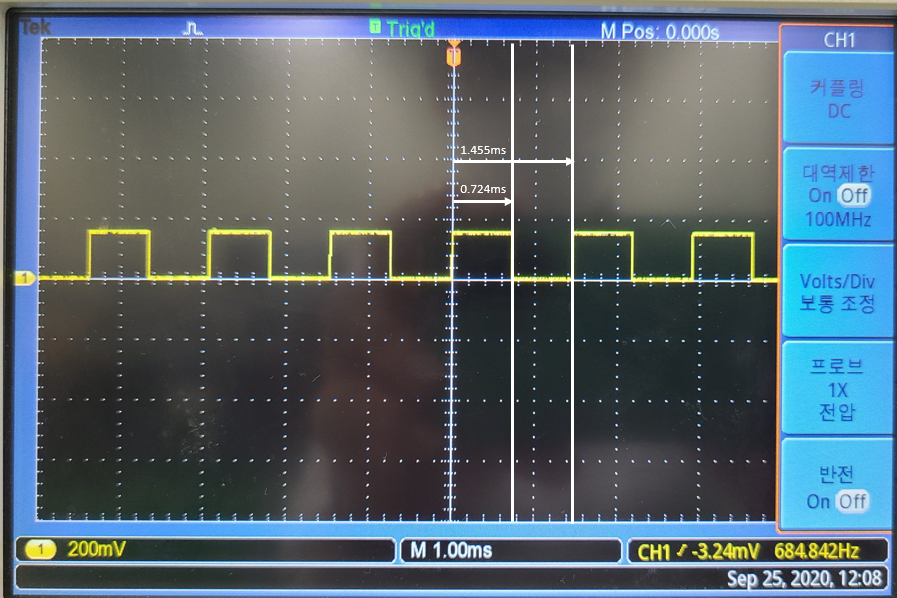 Tek
T Trig'd
M Pos: 0.000s
CH1
커플링
DC
대역제한
On Off
100MHz
Volts/Div
보통 조정
프로브
1X
전압
반전
On Off
T
1.455ms
0.724ms
1
1 200mV
M 1.00ms
CH1 -3.24mV 684.842Hz
Sep 25, 2020, 12:08